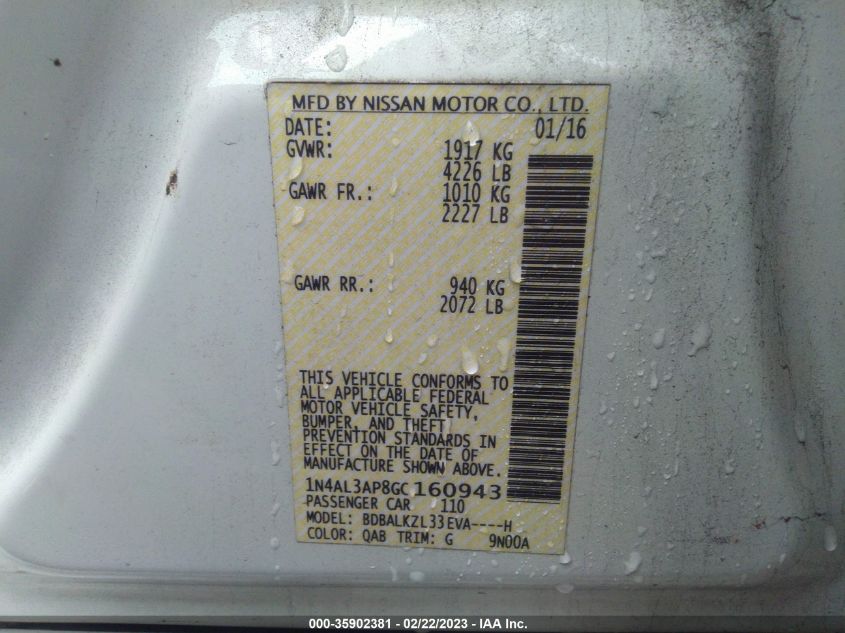 MFD BY NISSAN MOTOR CO., LTD.
DATE: 01/16
GVWR: 1917 KG
4226 LB
GAWR FR.: 1010 KG
2227 LB
GAWR RR.: 940 KG
2072 LB
THIS VEHICLE CONFORMS TO
ALL APPLICABLE FEDERAL
MOTOR VEHICLE SAFETY,
BUMPER, AND THEFT
PREVENTION STANDARDS IN
EFFECT ON THE DATE OF
MANUFACTURE SHOWN ABOVE.
1N4AL3AP8GC160943
PASSENGER CAR 110
MODEL: BDBALKZL33EVA----H
COLOR: QAB TRIM: G 9N00A
000-35902381 - 02/22/2023 - IAA Inc.